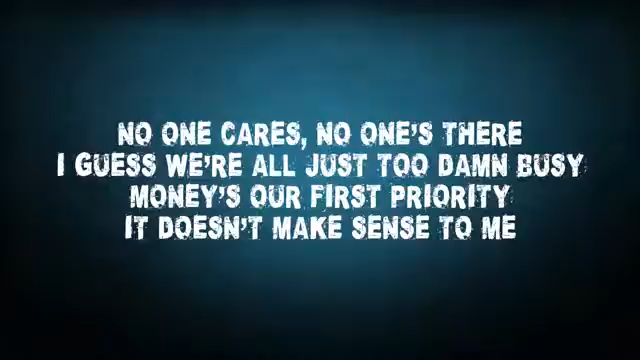 NO ONE CARES, NO ONE'S THERE
I GUESS WE'RE ALL JUST TOO DAMN BUSY
MONEY'S OUR FIRST PRIORITY
IT DOESN'T MAKE SENSE TO ME